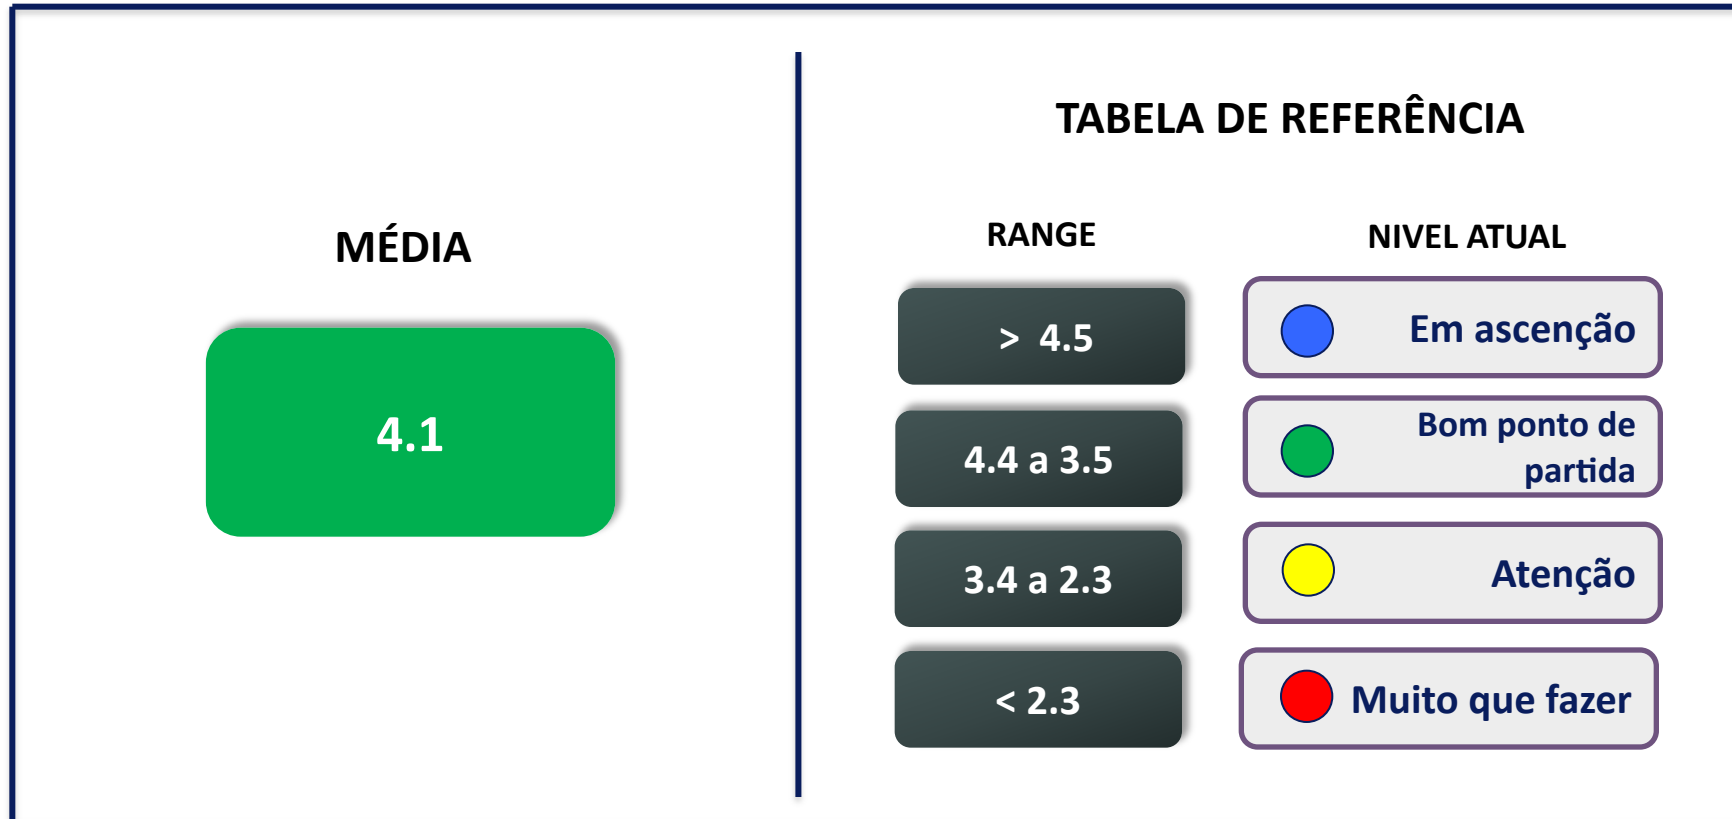 MÉDIA
4.1
TABELA DE REFERÊNCIA
RANGE
NIVEL ATUAL
> 4.5
Em ascenção
4.4 a 3.5
Bom ponto de
partida
3.4 a 2.3
Atenção
< 2.3
Muito que fazer